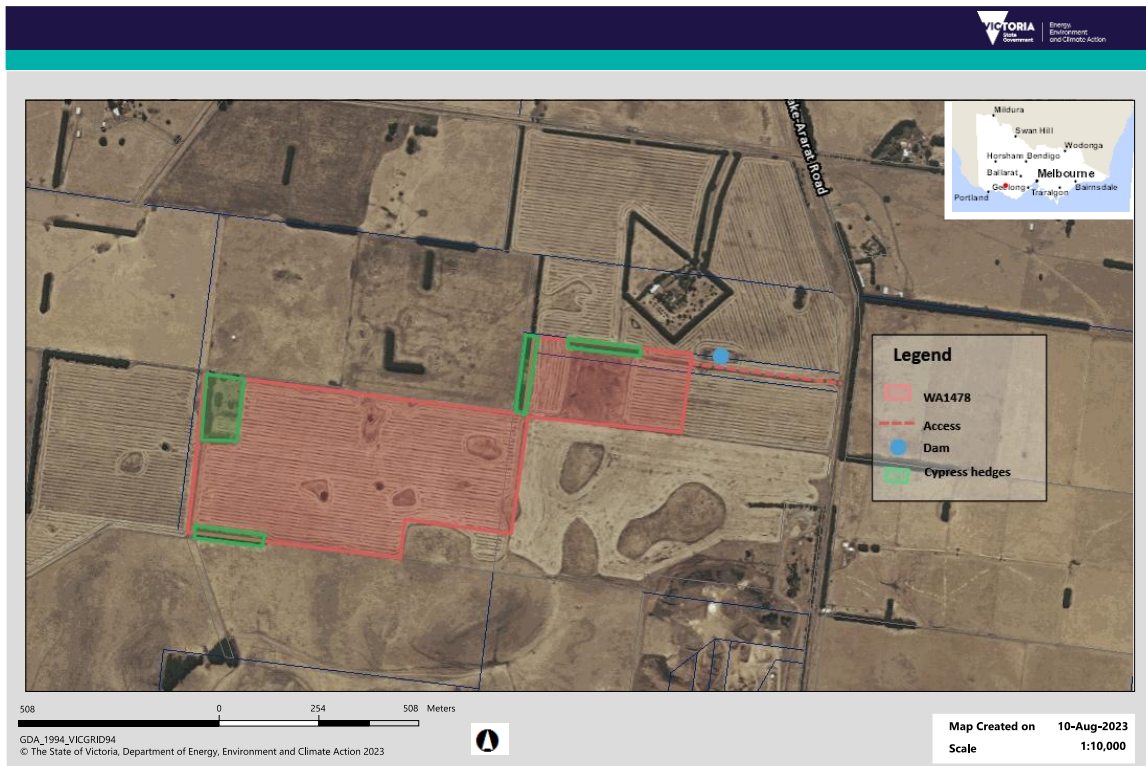 VICTORIA
State
Government
Energy,
Environment
and Climate Action
ake-Ararat Road
Mildura
Swan Hill
Wodonga
Horsham Bendigo
Ballarat Melbourne
Geelong Traralgon Bairnsdale
Portland
Legend
WA1478
Access
Dam
Cypress hedges
508 0 254 508 Meters
GDA_1994_VICGRID94
© The State of Victoria, Department of Energy, Environment and Climate Action 2023
Map Created on 10-Aug-2023
Scale 1:10,000